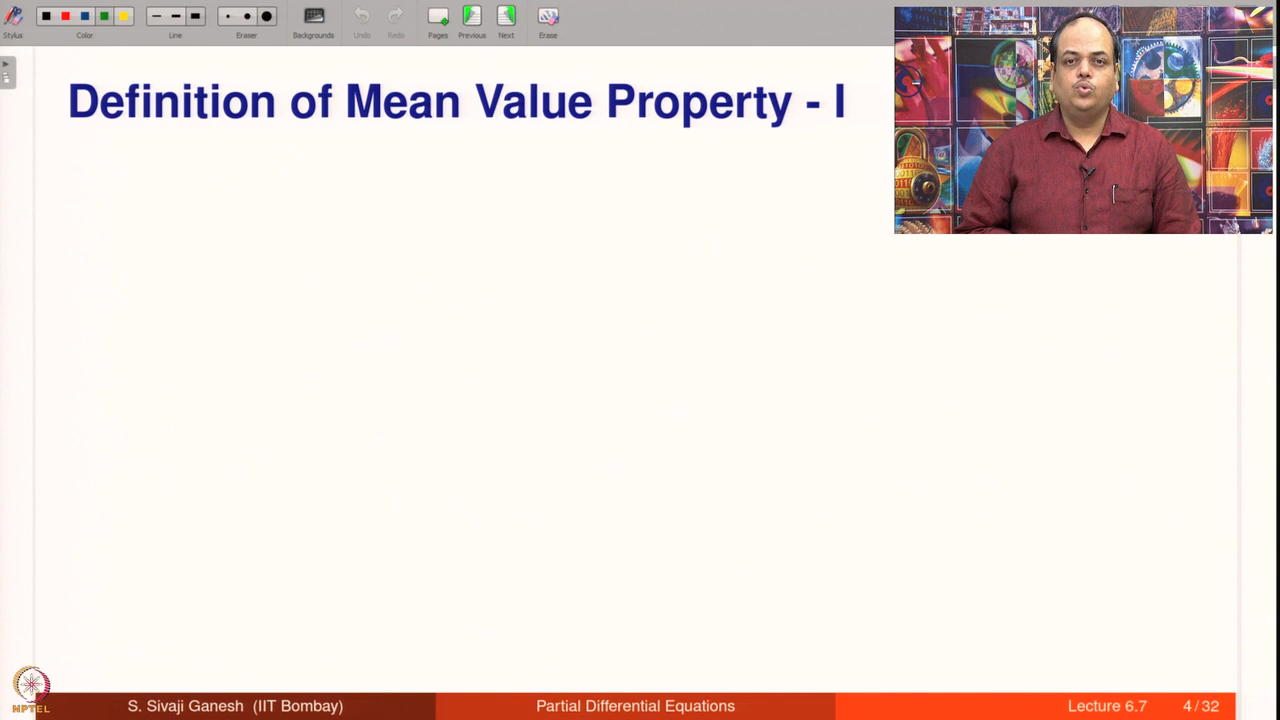 Stylus
Color
Line
Eraser
Backgrounds
Undo
Redo
Pages
Previous
Next
Erase
Definition of Mean Value Property - I
NPTEL
S. Sivaji Ganesh (IIT Bombay)
Partial Differential Equations
Lecture 6.7
4 / 32